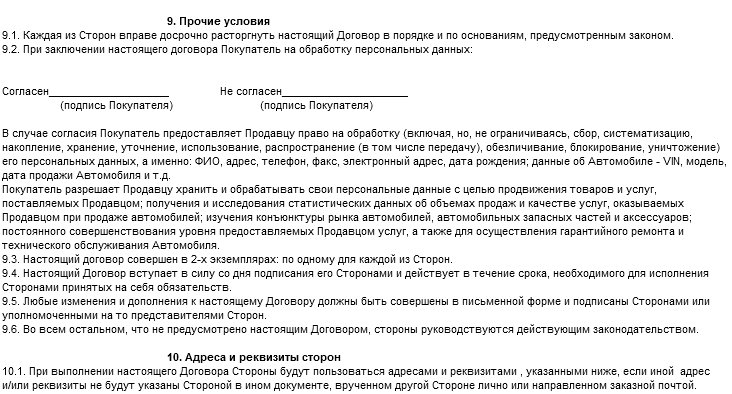 9. Прочие условия
9.1. Каждая из Сторон вправе досрочно расторгнуть настоящий Договор в порядке и по основаниям, предусмотренным законом.
9.2. При заключении настоящего договора Покупатель на обработку персональных данных:
Согласен____________________ Не согласен_____________________
(подпись Покупателя) (подпись Покупателя)
В случае согласия Покупатель предоставляет Продавцу право на обработку (включая, но, не ограничиваясь, сбор, систематизацию,
накопление, хранение, уточнение, использование, распространение (в том числе передачу), обезличивание, блокирование, уничтожение)
его персональных данных, а именно: ФИО, адрес, телефон, факс, электронный адрес, дата рождения; данные об Автомобиле - VIN, модель,
дата продажи Автомобиля и т.д.
Покупатель разрешает Продавцу хранить и обрабатывать свои персональные данные с целью продвижения товаров и услуг,
поставляемых Продавцом; получения и исследования статистических данных об объемах продаж и качестве услуг, оказываемых
Продавцом при продаже автомобилей; изучения конъюнктуры рынка автомобилей, автомобильных запасных частей и аксессуаров;
постоянного совершенствования уровня предоставляемых Продавцом услуг, а также для осуществления гарантийного ремонта и
технического обслуживания Автомобиля.
9.3. Настоящий договор совершен в 2-х экземплярах: по одному для каждой из Сторон.
9.4. Настоящий Договор вступает в силу со дня подписания его Сторонами и действует в течение срока, необходимого для исполнения
Сторонами принятых на себя обязательств.
9.5. Любые изменения и дополнения к настоящему Договору должны быть совершены в письменной форме и подписаны Сторонами или
уполномоченными на то представителями Сторон.
9.6. Во всем остальном, что не предусмотрено настоящим Договором, стороны руководствуются действующим законодательством.
10. Адреса и реквизиты сторон
10.1. При выполнении настоящего Договора Стороны будут пользоваться адресами и реквизитами , указанными ниже, если иной адрес
и/или реквизиты не будут указаны Стороной в ином документе, врученном другой Стороне лично или направленном заказной почтой.